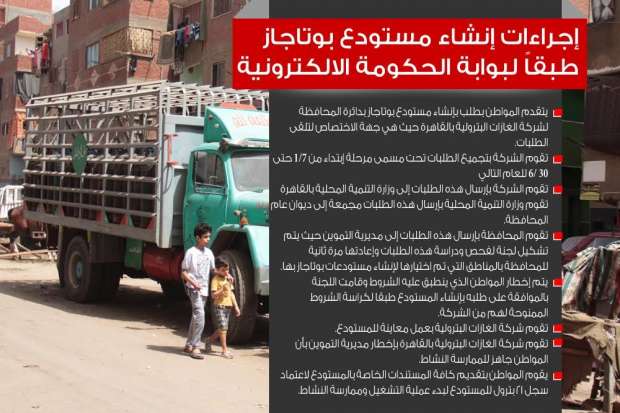 إجراءات إنشاء مستودع بوتاجاز
طبقاً لبوابة الحكومة الالكترونية
يتقدم المواطن بطلب بإنشاء مستودع بوتاجاز بدائرة المحافظة
لشركة الغازات البترولية بالقاهرة حيث هي جهة الاختصاص لتلقى
الطلبات.
تقوم الشركة بتجميع الطلبات تحت مسمى مرحلة إبتداء من 1/7 حتى
30 /6 للعام التالي
تقوم الشركة بإرسال هذه الطلبات إلى وزارة التنمية المحلية بالقاهرة
تقوم وزارة التنمية المحلية بإرسال هذه الطلبات مجمعة إلى ديوان عام
المحافظة.
تقوم المحافظة بإرسال هذه الطلبات إلى مديرية التموين حيث يتم
تشكيل لجنة لفحص ودراسة هذه الطلبات وإعادتها مرة ثانية
للمحافظة بالمناطق التي تم اختيارها لإنشاء مستودعات بوتاجاز بها.
يتم إخطار المواطن الذي ينطبق عليه الشروط وقامت اللجنة
بالموافقة على طلبه بإنشاء المستودع طبقا لكراسة الشروط
الممنوحة لهم من الشركة.
تقوم شركة الغازات البترولية بعمل معاينة للمستودع.
تقوم شركة الغازات البترولية بالقاهرة بإخطار مديرية التموين بأن
المواطن جاهز للممارسة النشاط.
يقوم المواطن بتقديم كافة المستندات الخاصة بالمستودع لاعتماد
سجل ٢١ بترول للمستودع لبدء عملية التشغيل وممارسة النشاط.